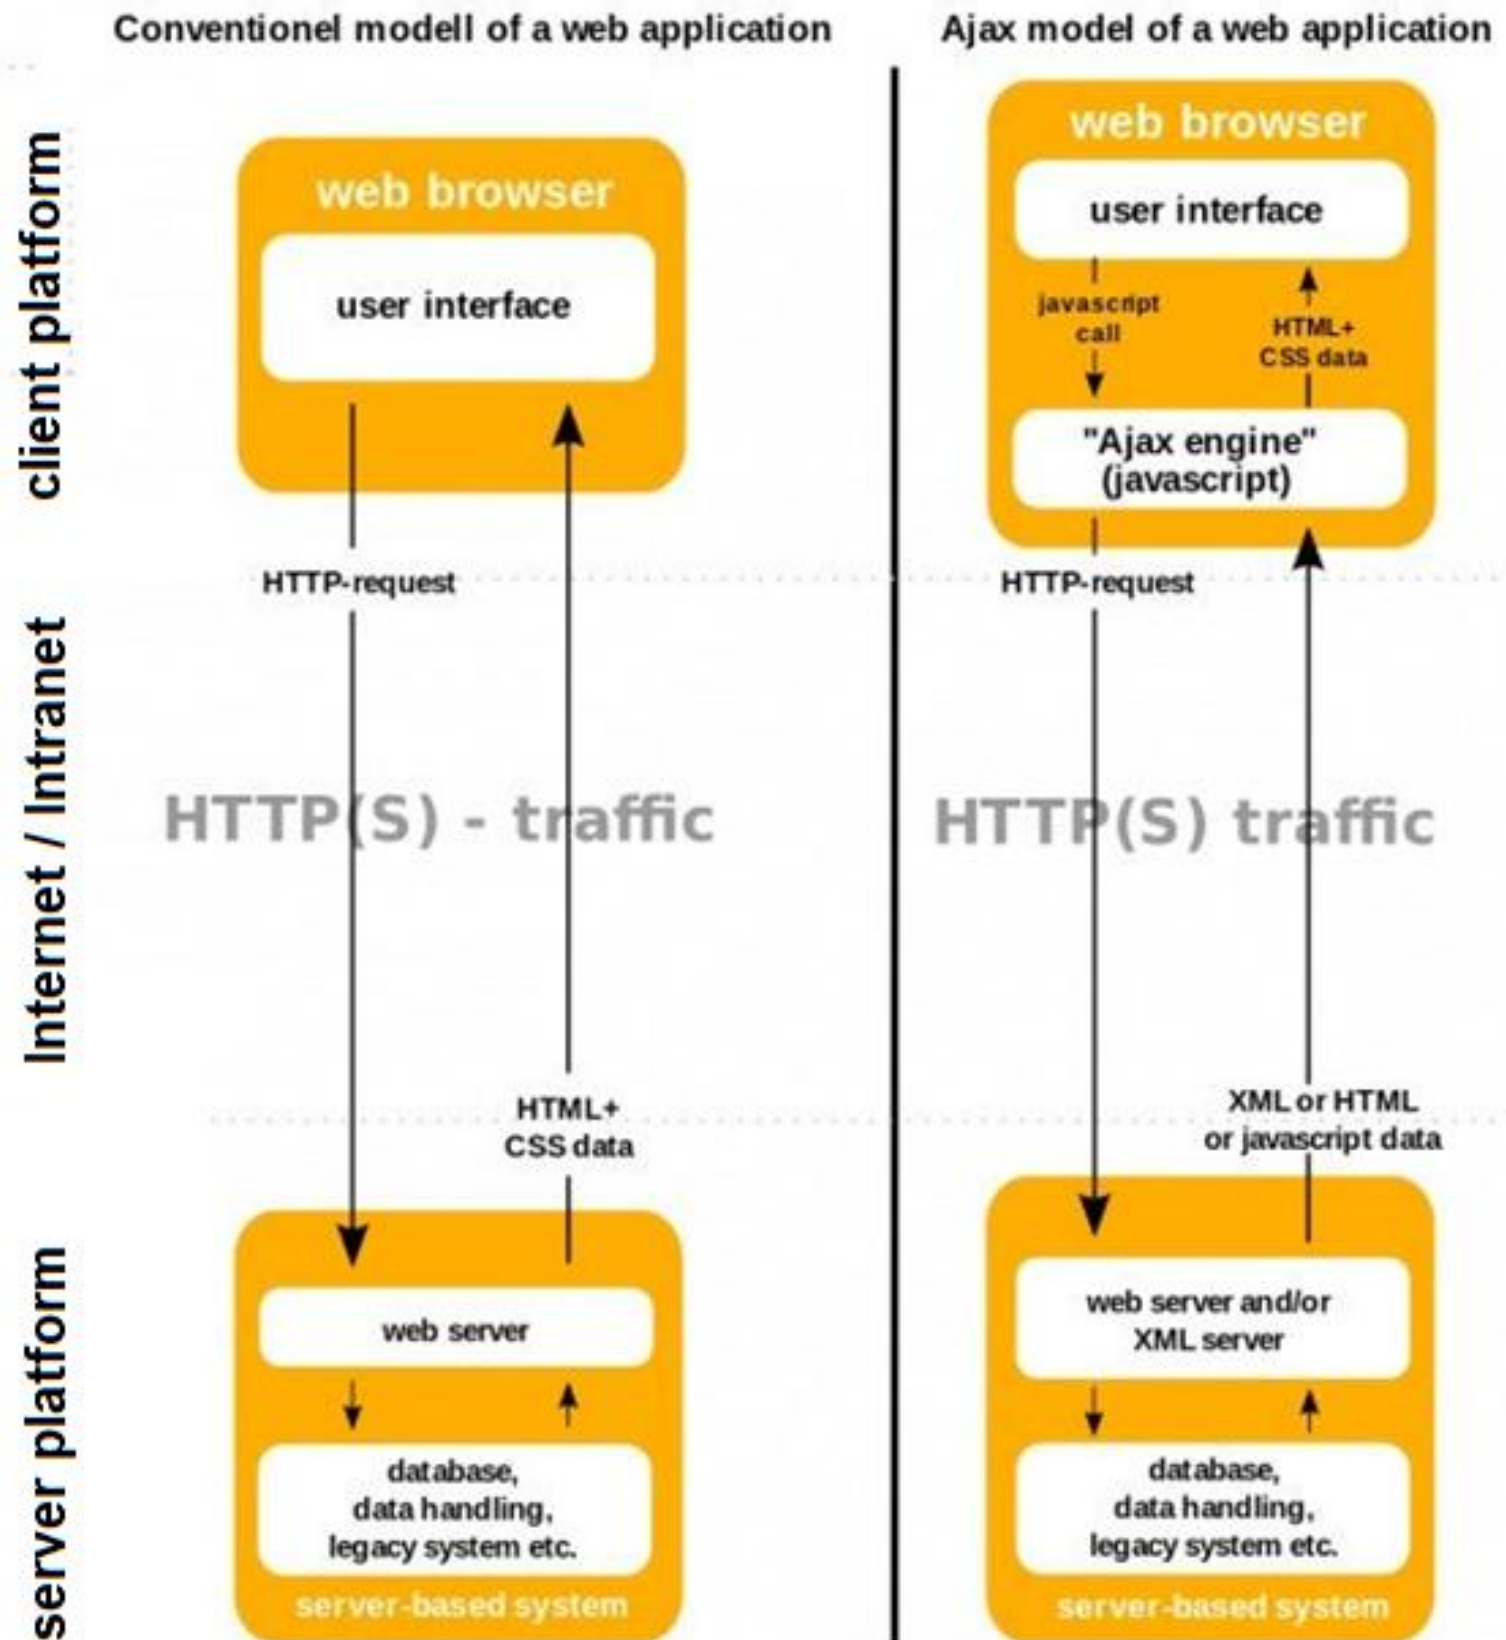 Conventionel modell of a web application
client platform
web browser
user interface
HTTP-request
Internet / Intranet
HTTP(S) - traffic
HTML+
CSS data
server platform
web server
database,
data handling,
legacy system etc.
server-based system
Ajax model of a web application
web browser
user interface
javascript
call
HTML+
CSS data
"Ajax engine"
(javascript)
HTTP-request
HTTP(S) traffic
XML or HTML
or javascript data
web server and/or
XML server
database,
data handling,
legacy system etc.
server-based system